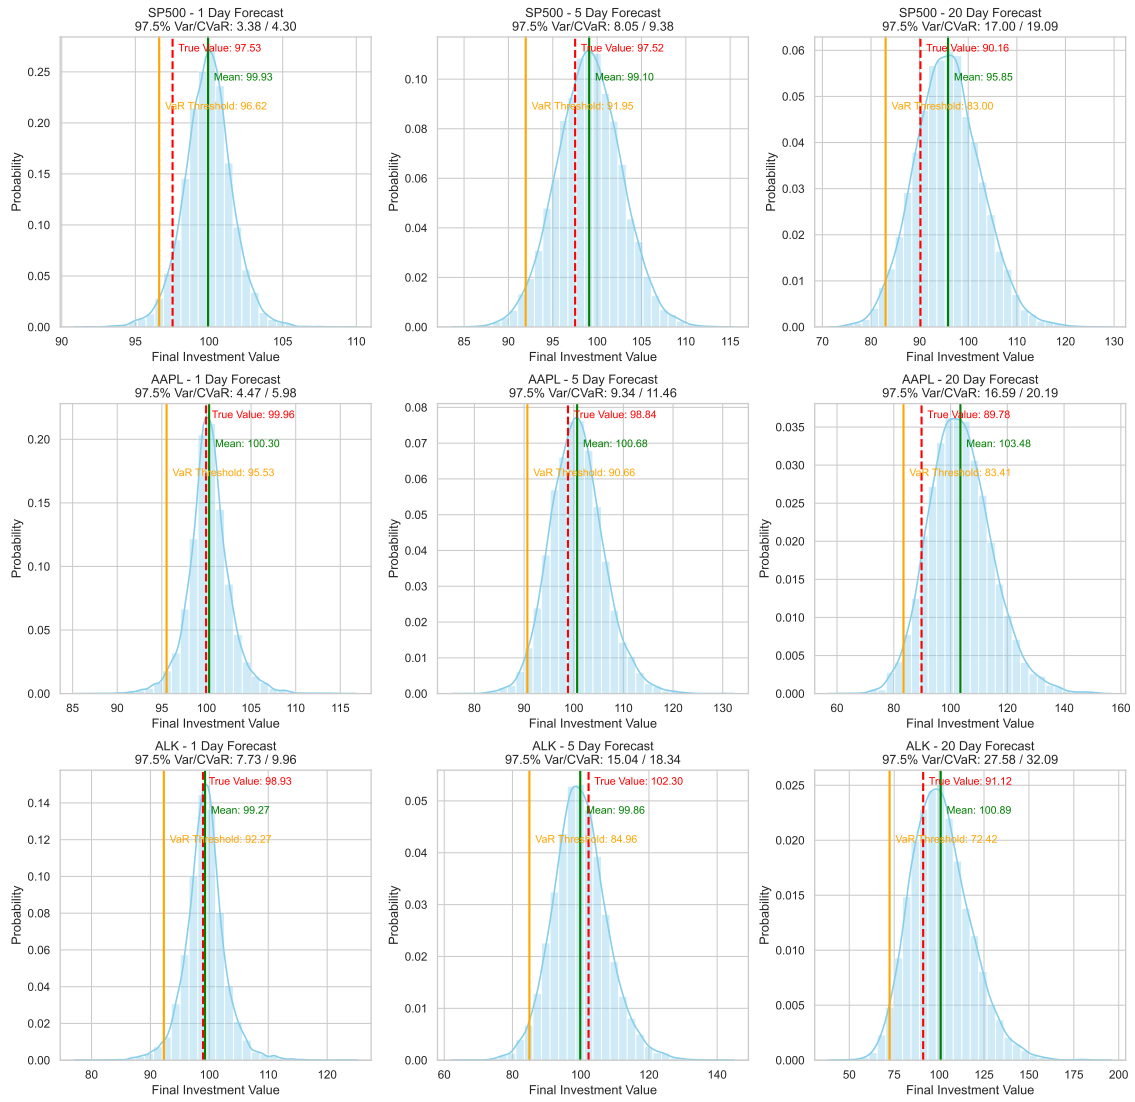 SP500 - 1 Day Forecast
97.5% Var/CVaR: 3.38 / 4.30
True Value: 97.53
Mean: 99.93
VaR Threshold: 96.62
0.25
0.20
0.15
0.10
0.05
0.00
Probability
90 95 100 105 110
Final Investment Value
SP500 - 5 Day Forecast
97.5% Var/CVaR: 8.05 / 9.38
True Value: 97.52
Mean: 99.10
VaR Threshold: 91.95
0.10
0.08
0.06
0.04
0.02
0.00
Probability
85 90 95 100 105 110 115
Final Investment Value
SP500 - 20 Day Forecast
97.5% Var/CVaR: 17.00 / 19.09
True Value: 90.16
Mean: 95.85
VaR Threshold: 83.00
0.06
0.05
0.04
0.03
0.02
0.01
0.00
Probability
70 80 90 100 110 120 130
Final Investment Value
AAPL - 1 Day Forecast
97.5% Var/CVaR: 4.47 / 5.98
True Value: 99.96
Mean: 100.30
VaR Threshold: 95.53
0.20
0.15
0.10
0.05
0.00
Probability
85 90 95 100 105 110 115
Final Investment Value
AAPL - 5 Day Forecast
97.5% Var/CVaR: 9.34 / 11.46
True Value: 98.84
Mean: 100.68
VaR Threshold: 90.66
0.08
0.07
0.06
0.05
0.04
0.03
0.02
0.01
0.00
Probability
80 90 100 110 120 130
Final Investment Value
AAPL - 20 Day Forecast
97.5% Var/CVaR: 16.59 / 20.19
True Value: 89.78
Mean: 103.48
VaR Threshold: 83.41
0.035
0.030
0.025
0.020
0.015
0.010
0.005
0.000
Probability
60 80 100 120 140 160
Final Investment Value
ALK - 1 Day Forecast
97.5% Var/CVaR: 7.73 / 9.96
True Value: 98.93
Mean: 99.27
VaR Threshold: 92.27
0.14
0.12
0.10
0.08
0.06
0.04
0.02
0.00
Probability
80 90 100 110 120
Final Investment Value
ALK - 5 Day Forecast
97.5% Var/CVaR: 15.04 / 18.34
True Value: 102.30
Mean: 99.86
VaR Threshold: 84.96
0.05
0.04
0.03
0.02
0.01
0.00
Probability
60 80 100 120 140
Final Investment Value
ALK - 20 Day Forecast
97.5% Var/CVaR: 27.58 / 32.09
True Value: 91.12
Mean: 100.89
VaR Threshold: 72.42
0.025
0.020
0.015
0.010
0.005
0.000
Probability
50 75 100 125 150 175 200
Final Investment Value